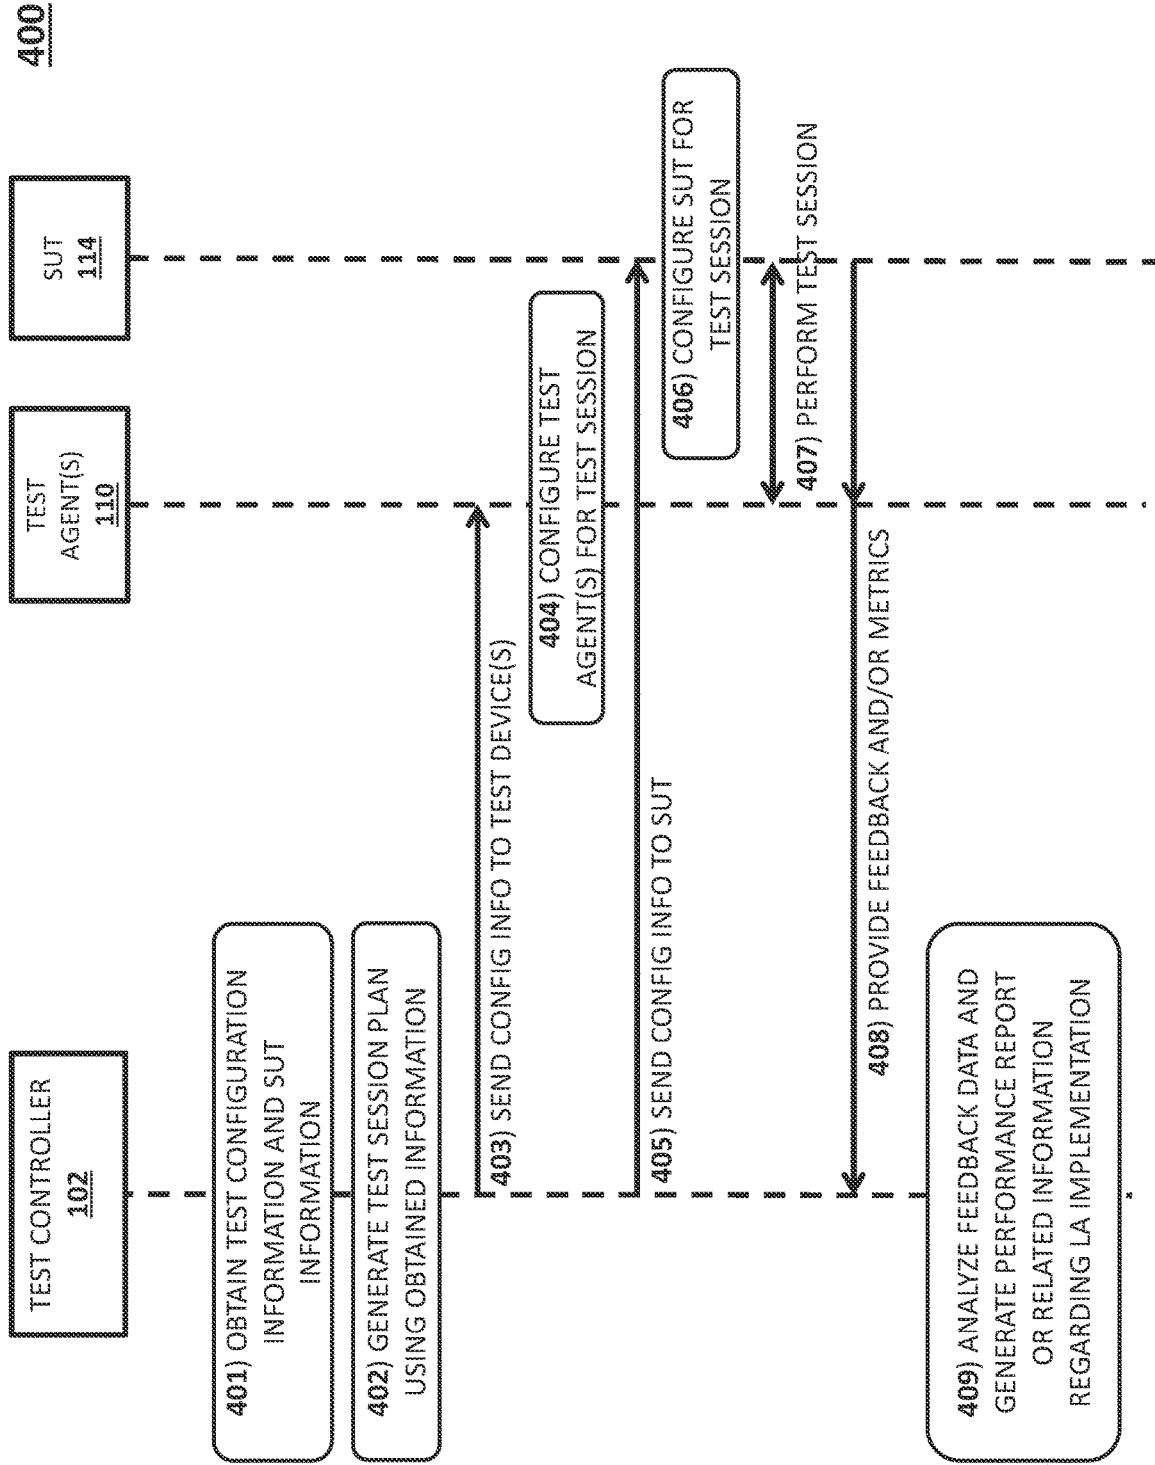 400
TEST CONTROLLER
102
TEST
AGENT(S)
110
SUT
114
401) OBTAIN TEST CONFIGURATION
INFORMATION AND SUT
INFORMATION
402) GENERATE TEST SESSION PLAN
USING OBTAINED INFORMATION
403) SEND CONFIG INFO TO TEST DEVICE(S)
404) CONFIGURE TEST
AGENT(S) FOR TEST SESSION
405) SEND CONFIG INFO TO SUT
406) CONFIGURE SUT FOR
TEST SESSION
407) PERFORM TEST SESSION
408) PROVIDE FEEDBACK AND/OR METRICS
409) ANALYZE FEEDBACK DATA AND
GENERATE PERFORMANCE REPORT
OR RELATED INFORMATION
REGARDING LA IMPLEMENTATION